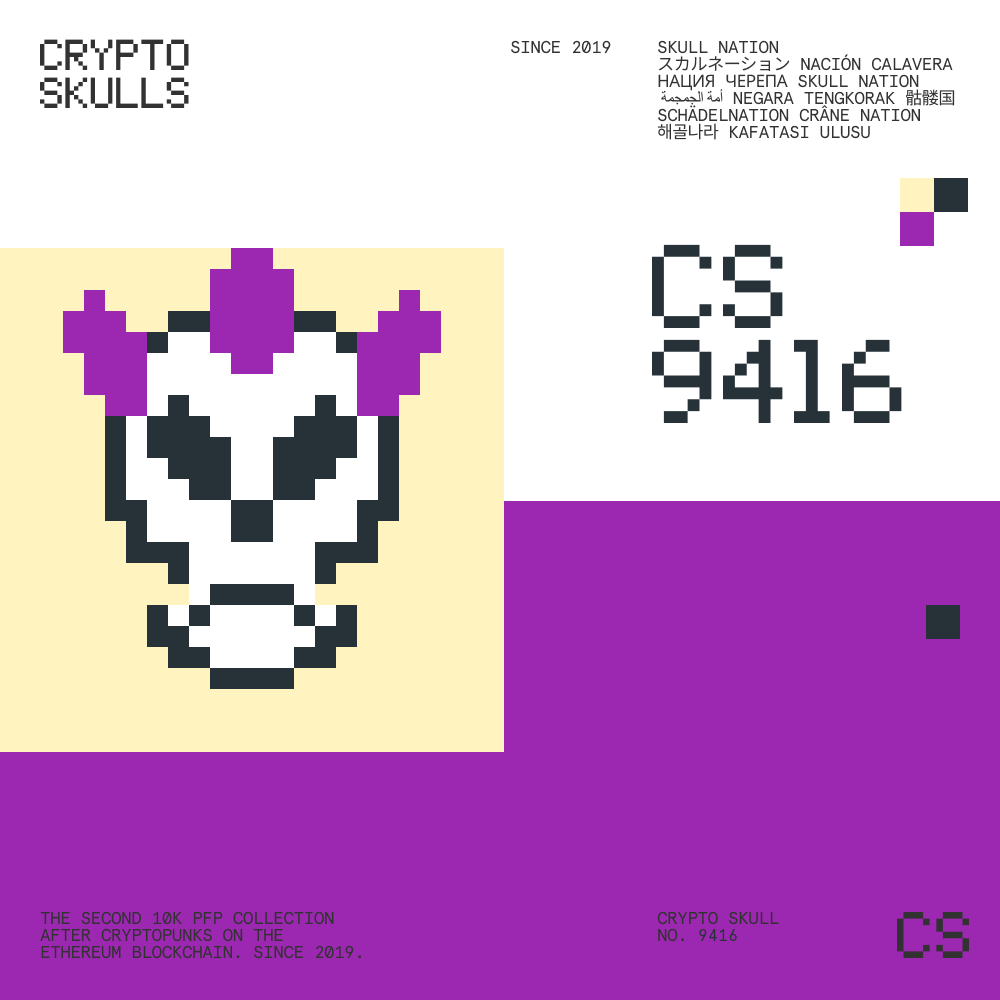 CRYPTO
SKULLS
SINCE 2019
SKULL NATION
スカルネーション NACIÓN CALAVERA
НАЦИЯ ЧЕРЕПА SKULL NATION
أمة الجمجمة NEGARA TENGKORAK 骷髅国
SCHÄDELNATION CRÂNE NATION
해골나라 KAFATASI ULUSU
CS
9416
THE SECOND 10K PFP COLLECTION
AFTER CRYPTOPUNKS ON THE
ETHEREUM BLOCKCHAIN. SINCE 2019.
CRYPTO SKULL
NO. 9416
CS